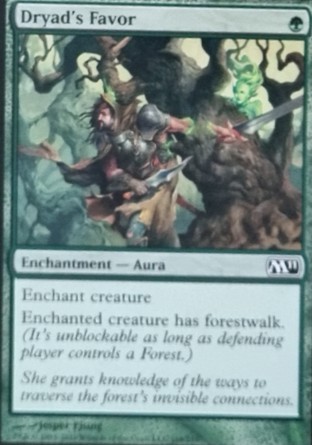 Dryad's Favor
Enchantment — Aura
M11
Enchant creature
Enchanted creature has forestwalk.
(It's unblockable as long as defending
player controls a Forest.)
She grants knowledge of the ways to
traverse the forest's invisible connections.